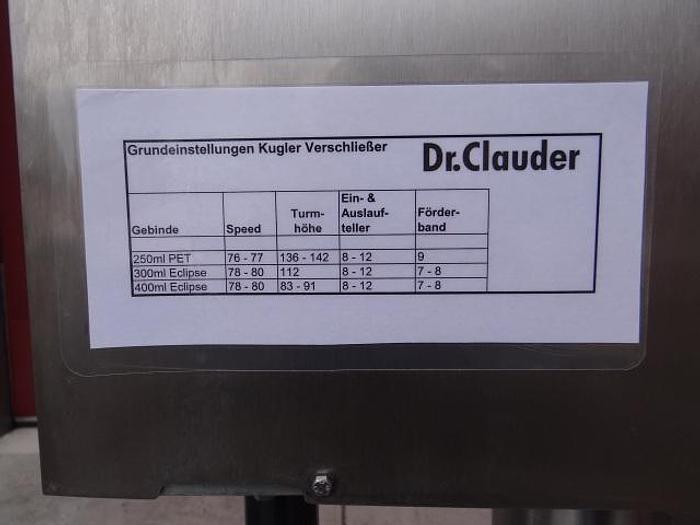 Grundeinstellungen Kugler Verschließer Dr.Clauder
Gebinde Speed Turm-höhe Ein- & Auslauf-teller Förder-band
250ml PET 76 - 77 136 - 142 8 - 12 9
300ml Eclipse 78 - 80 112 8 - 12 7 - 8
400ml Eclipse 78 - 80 83 - 91 8 - 12 7 - 8